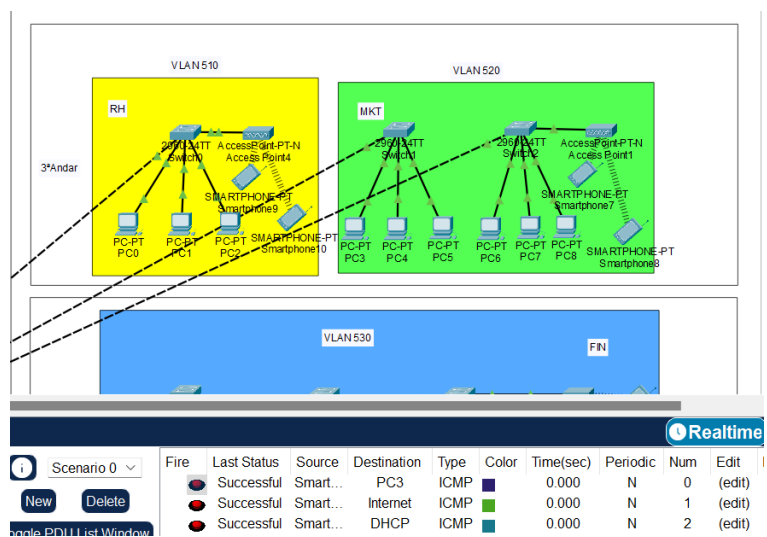 VLAN 510
VLAN 520
RH
MKT
2960-24TT
Switch0
AccessPoint-PT-N
Access Point4
2960-24TT
Switch1
2960-24TT
Switch2
AccessPoint-PT-N
Access Point1
3ªAndar
SMARTPHONE-PT
Smartphone9
SMARTPHONE-PT
Smartphone7
PC-PT
PC0
PC-PT
PC1
PC-PT
PC2
SMARTPHONE-PT
Smartphone10
PC-PT
PC3
PC-PT
PC4
PC-PT
PC5
PC-PT
PC6
PC-PT
PC7
PC-PT
PC8
SMARTPHONE-PT
Smartphone8
VLAN 530
FIN
Realtime
Scenario 0
New Delete
oggle PDU List Window
Fire Last Status Source Destination Type Color Time(sec) Periodic Num Edit
Successful Smart... PC3 ICMP 0.000 N 0 (edit)
Successful Smart... Internet ICMP 0.000 N 1 (edit)
Successful Smart... DHCP ICMP 0.000 N 2 (edit)